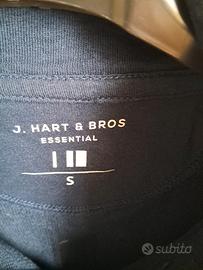 J. HART & BROS
ESSENTIAL
S
subito